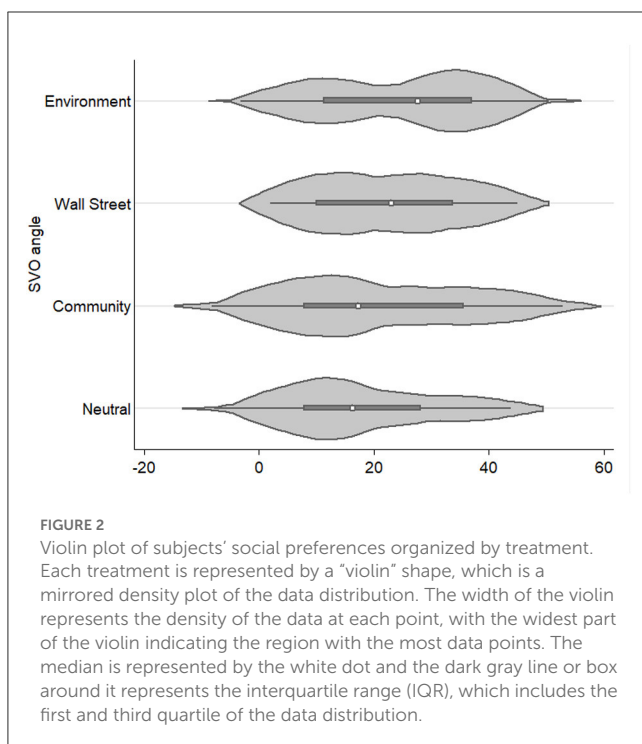 Environment
Wall Street
Community
Neutral
SVO angle
-20 0 20 40 60
FIGURE 2
Violin plot of subjects' social preferences organized by treatment.
Each treatment is represented by a “violin” shape, which is a
mirrored density plot of the data distribution. The width of the violin
represents the density of the data at each point, with the widest part
of the violin indicating the region with the most data points. The
median is represented by the white dot and the dark gray line or box
around it represents the interquartile range (IQR), which includes the
first and third quartile of the data distribution.